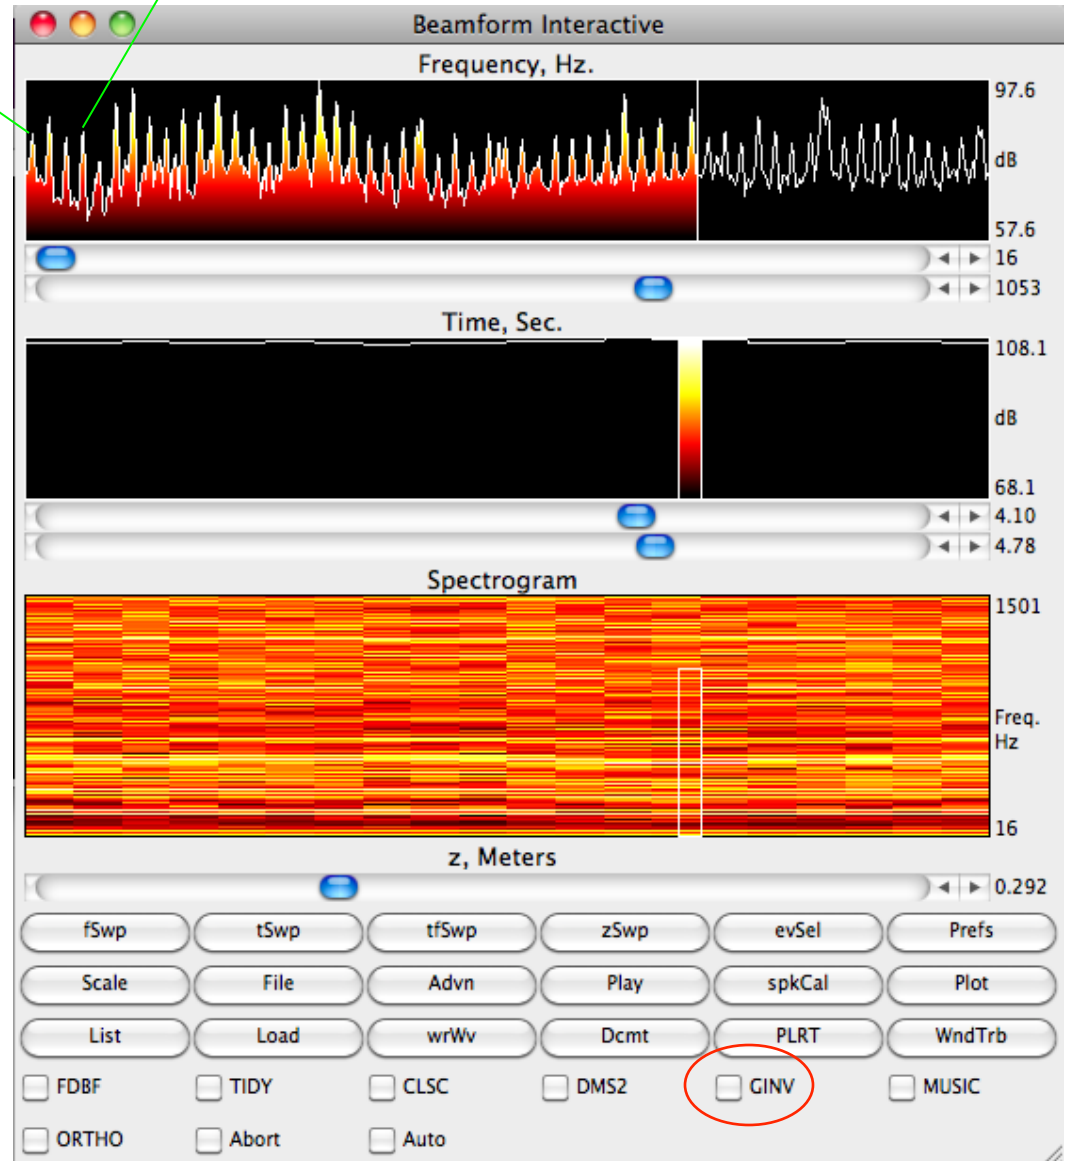 Beamform Interactive
Frequency, Hz.
97.6
dB
57.6
16
1053
Time, Sec.
108.1
dB
68.1
4.10
4.78
Spectrogram
1501
Freq.
Hz
16
z, Meters
0.292
fSwp tSwp tfSwp zSwp evSel Prefs
Scale File Advn Play spkCal Plot
List Load wrWv Dcmt PLRT WndTrb
FDBF TIDY CLSC DMS2 GINV MUSIC
ORTHO Abort Auto